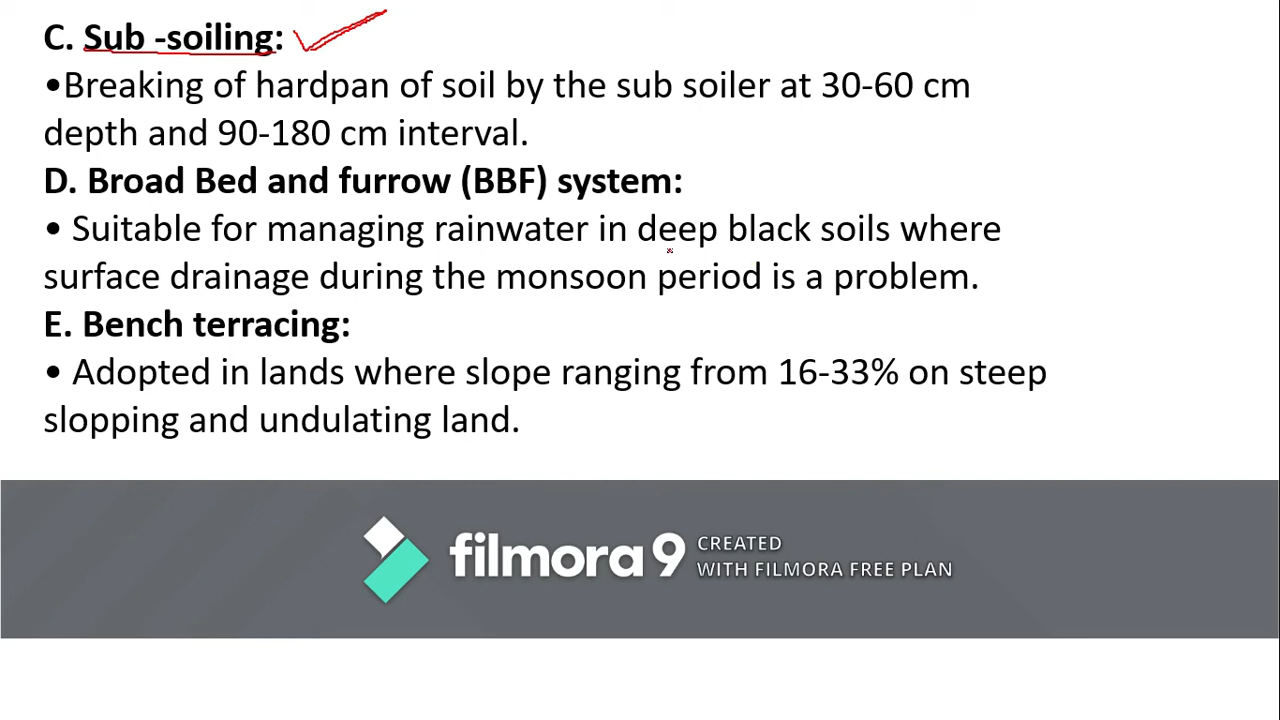 C. Sub -soiling:
•Breaking of hardpan of soil by the sub soiler at 30-60 cm
depth and 90-180 cm interval.
D. Broad Bed and furrow (BBF) system:
• Suitable for managing rainwater in deep black soils where
surface drainage during the monsoon period is a problem.
E. Bench terracing:
• Adopted in lands where slope ranging from 16-33% on steep
slopping and undulating land.
filmora 9 CREATED
WITH FILMORA FREE PLAN